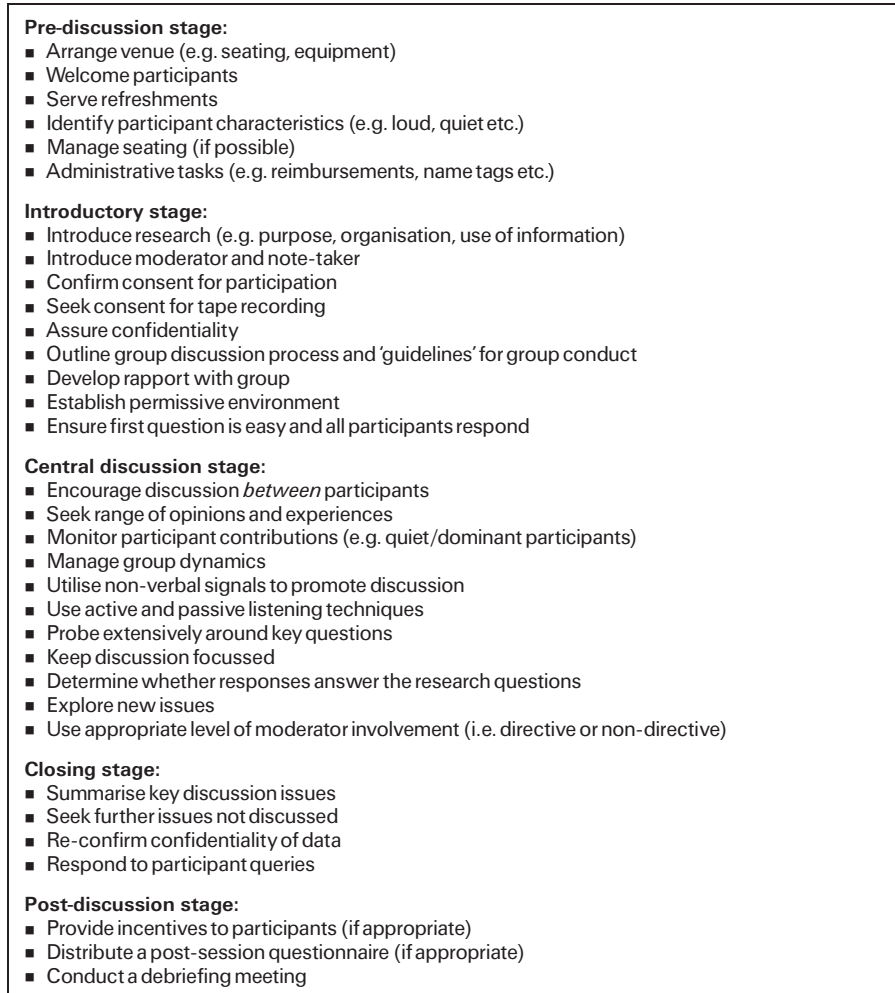 Pre-discussion stage:
■ Arrange venue (e.g. seating, equipment)
■ Welcome participants
■ Serve refreshments
■ Identify participant characteristics (e.g. loud, quiet etc.)
■ Manage seating (if possible)
■ Administrative tasks (e.g. reimbursements, name tags etc.)
Introductory stage:
■ Introduce research (e.g. purpose, organisation, use of information)
■ Introduce moderator and note-taker
■ Confirm consent for participation
■ Seek consent for tape recording
■ Assure confidentiality
■ Outline group discussion process and ‘guidelines’ for group conduct
■ Develop rapport with group
■ Establish permissive environment
■ Ensure first question is easy and all participants respond
Central discussion stage:
■ Encourage discussion between participants
■ Seek range of opinions and experiences
■ Monitor participant contributions (e.g. quiet/dominant participants)
■ Manage group dynamics
■ Utilise non-verbal signals to promote discussion
■ Use active and passive listening techniques
■ Probe extensively around key questions
■ Keep discussion focussed
■ Determine whether responses answer the research questions
■ Explore new issues
■ Use appropriate level of moderator involvement (i.e. directive or non-directive)
Closing stage:
■ Summarise key discussion issues
■ Seek further issues not discussed
■ Re-confirm confidentiality of data
■ Respond to participant queries
Post-discussion stage:
■ Provide incentives to participants (if appropriate)
■ Distribute a post-session questionnaire (if appropriate)
■ Conduct a debriefing meeting